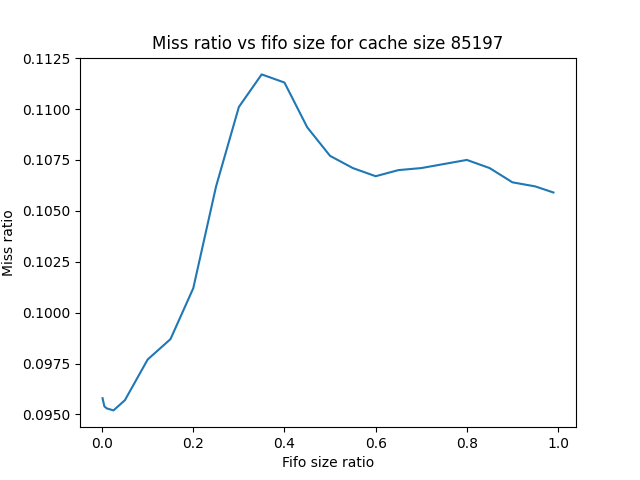 Miss ratio vs fifo size for cache size 85197
0.1125
0.1100
0.1075
0.1050
0.1025
0.1000
0.0975
0.0950
Miss ratio
0.0 0.2 0.4 0.6 0.8 1.0
Fifo size ratio